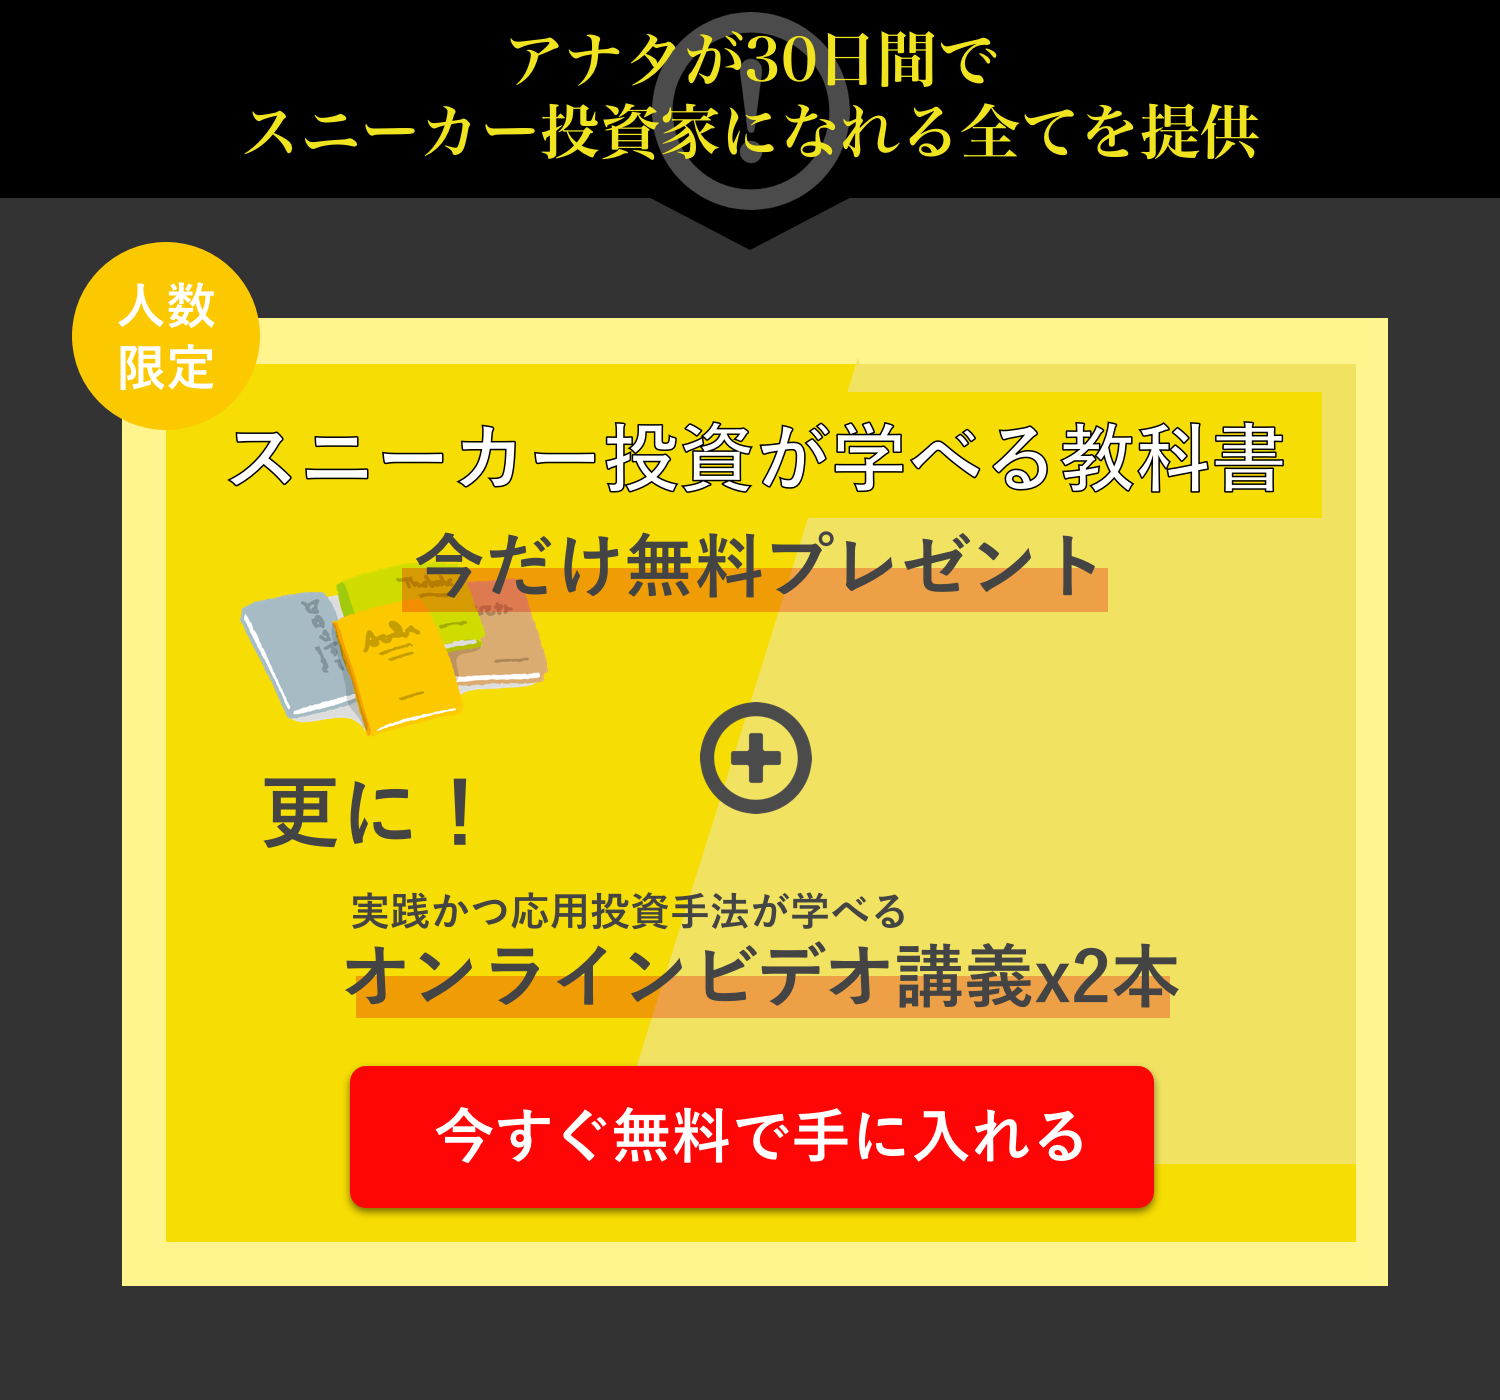 アナタが30日間で
スニーカー投資家になれる全てを提供
人数
限定
スニーカー投資が学べる教科書
今だけ無料プレゼント
更に！
実践かつ応用投資手法が学べる
オンラインビデオ講義x2本
今すぐ無料で手に入れる